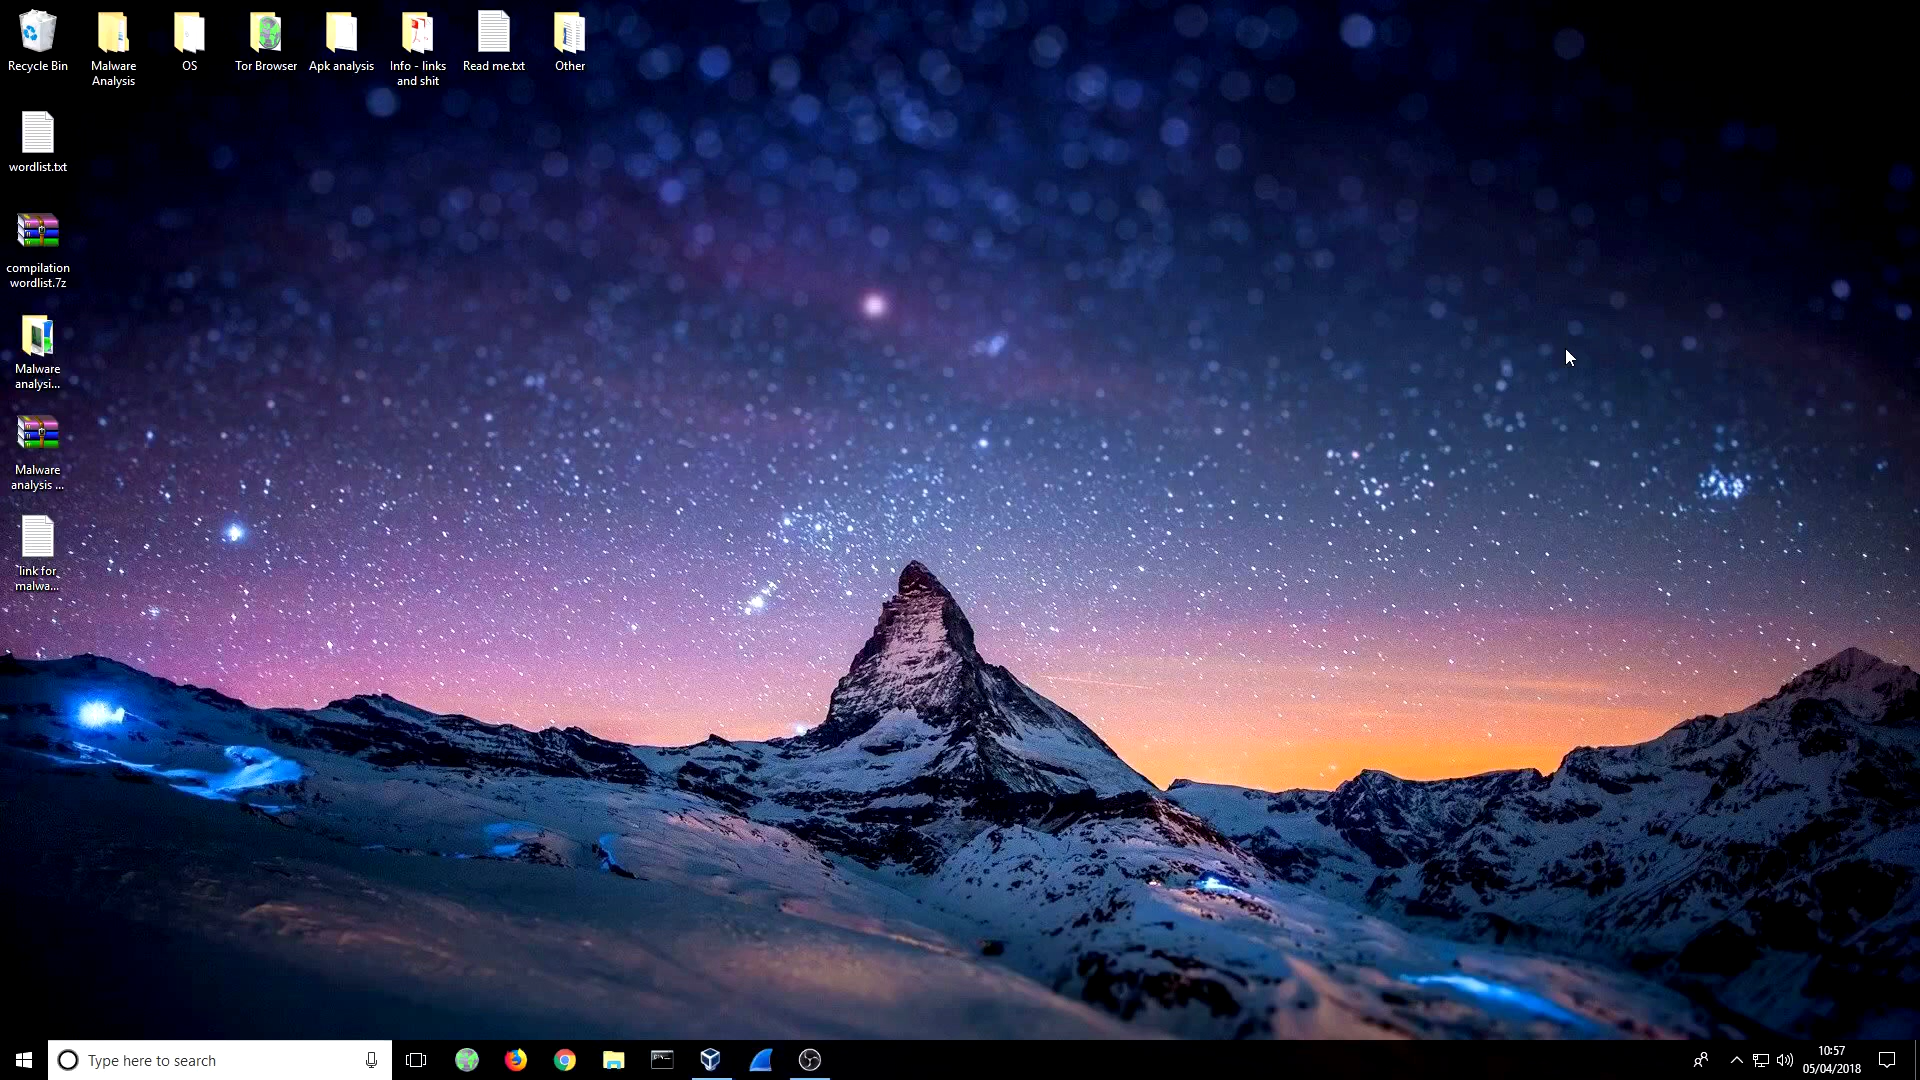 Recycle Bin
Malware
Analysis
OS
Tor Browser
Apk analysis
Info - links
and shit
Read me.txt
Other
wordlist.txt
compilation
wordlist.7z
Malware
analysi...
Malware
analysis ...
link for
malwa...
Type here to search
10:57
05/04/2018